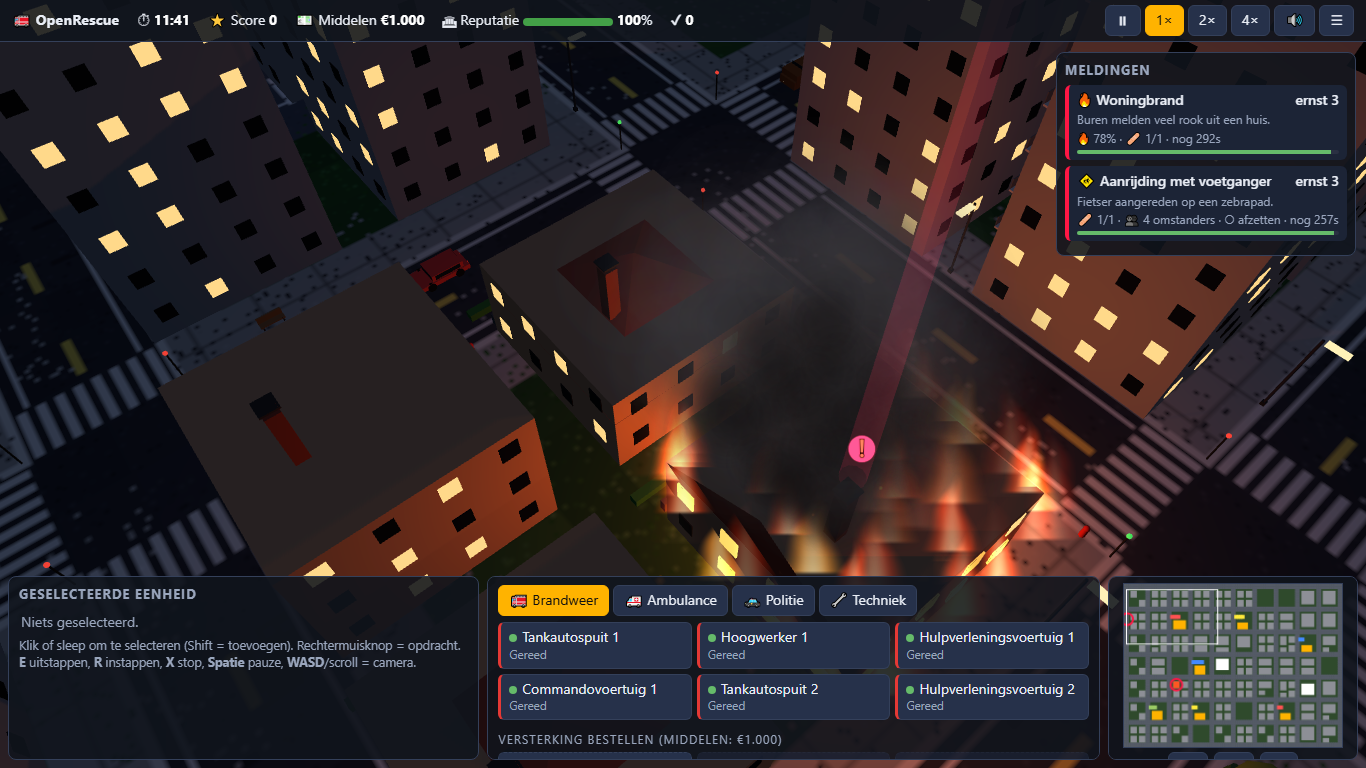 OpenRescue 11:41 Score 0 Middelen €1.000 Reputatie 100% ✓ 0 1× 2× 4×
MELDINGEN
Woningbrand ernst 3
Buren melden veel rook uit een huis.
78% · 1/1 · nog 292s
Aanrijding met voetganger ernst 3
Fietser aangereden op een zebrapad.
1/1 · 4 omstanders · O afzetten · nog 257s
!
GESELECTEERDE EENHEID
Niets geselecteerd.
Klik of sleep om te selecteren (Shift = toevoegen). Rechtermuisknop = opdracht.
E uitstappen, R instappen, X stop, Spatie pauze, WASD/scroll = camera.
Brandweer Ambulance Politie Techniek
Tankautospuit 1
Gereed
Hoogwerker 1
Gereed
Hulpverleningsvoertuig 1
Gereed
Commandovoertuig 1
Gereed
Tankautospuit 2
Gereed
Hulpverleningsvoertuig 2
Gereed
VERSTERKING BESTELLEN (MIDDELEN: €1.000)